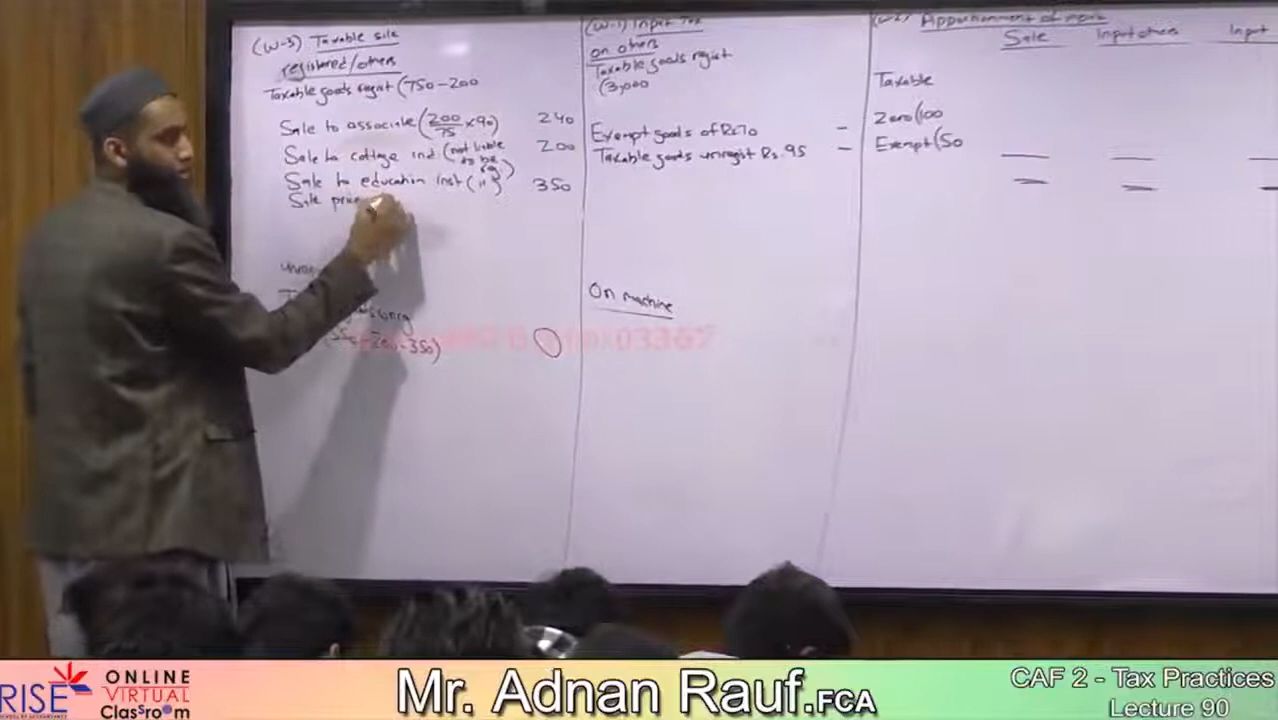 (W-3) Taxable sale
registered/others
Taxable goods regist (750-200
Sale to associate (200/75 x 90) 240
Sale to cottage ind (not liable to be reg) 200
Sale to education inst (") 350
Sale price
-200-350)
(W-1) Input Tax
on others
Taxable goods regist
(3,000
Exempt goods of Rs.70 -
Taxable goods unregist Rs. 95 -
On machine
(W-2) Apportionment of input
Sale Input others Input
Taxable
Zero (100
Exempt (50
RISE
ONLINE
VIRTUAL
Classroom
Mr. Adnan Rauf.FCA
CAF 2 - Tax Practices
Lecture 90